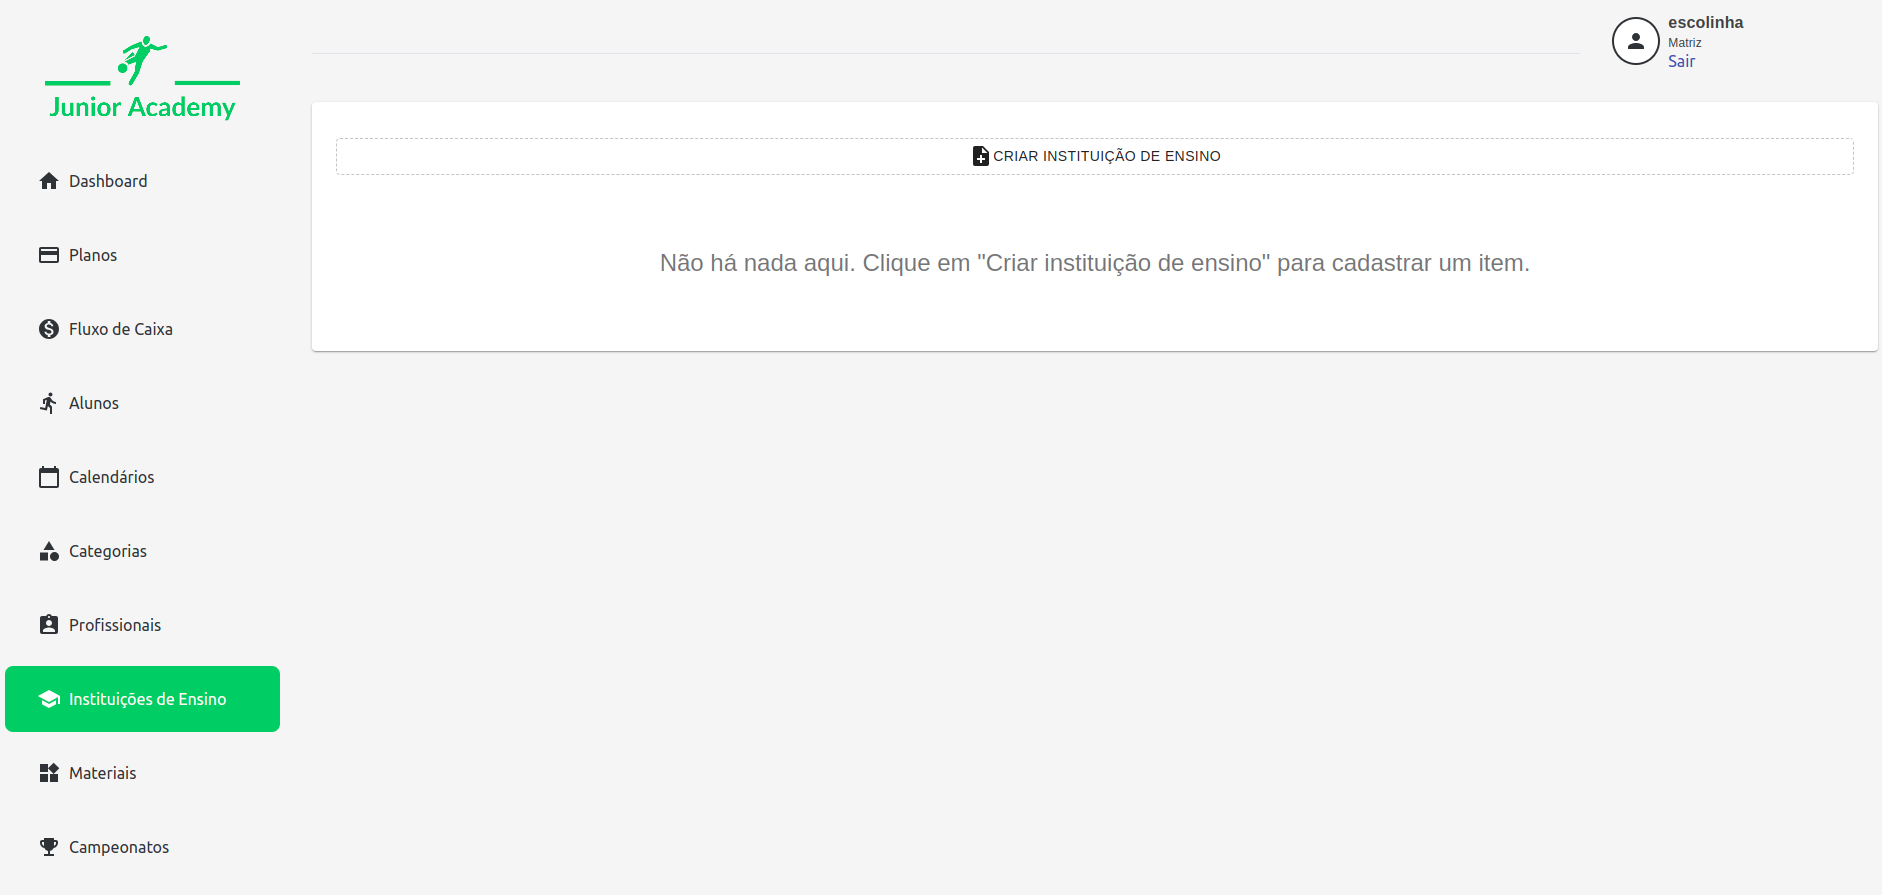 Junior Academy
Dashboard
Planos
Fluxo de Caixa
Alunos
Calendários
Categorias
Profissionais
Instituições de Ensino
Materiais
Campeonatos
escolinha
Matriz
Sair
CRIAR INSTITUIÇÃO DE ENSINO
Não há nada aqui. Clique em "Criar instituição de ensino" para cadastrar um item.